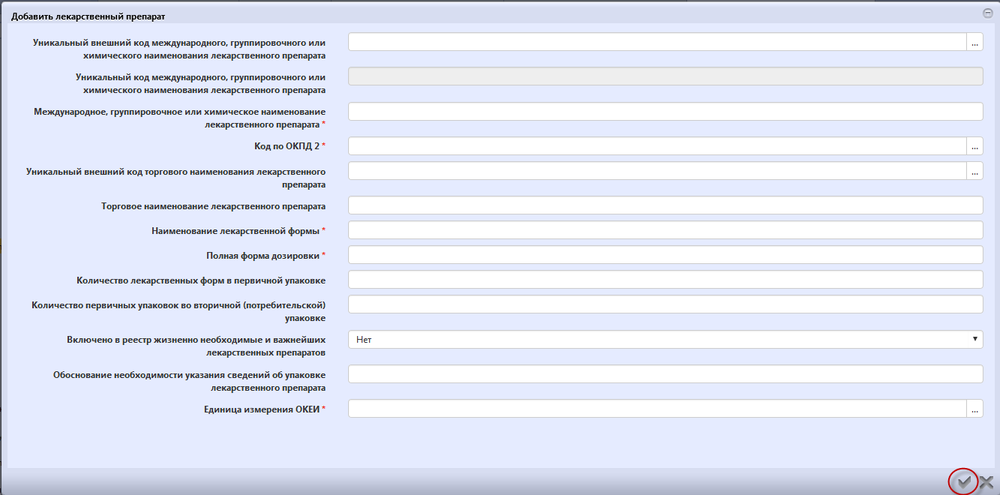 Добавить лекарственный препарат
Уникальный внешний код международного, группировочного или
химического наименования лекарственного препарата
...
Уникальный код международного, группировочного или
химического наименования лекарственного препарата
Международное, группировочное или химическое наименование
лекарственного препарата *
Код по ОКПД 2 *
...
Уникальный внешний код торгового наименования лекарственного
препарата
...
Торговое наименование лекарственного препарата
Наименование лекарственной формы *
Полная форма дозировки *
Количество лекарственных форм в первичной упаковке
Количество первичных упаковок во вторичной (потребительской)
упаковке
Включено в реестр жизненно необходимые и важнейших
лекарственных препаратов
Нет
Обоснование необходимости указания сведений об упаковке
лекарственного препарата
Единица измерения ОКЕИ *
...